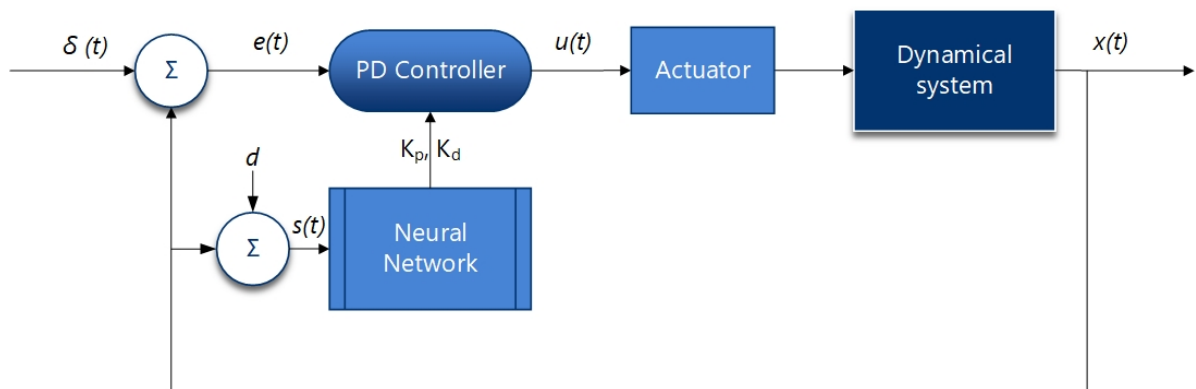 δ (t)
Σ
e(t)
PD Controller
u(t)
Actuator
Dynamical
system
x(t)
Kp, Kd
d
Σ
s(t)
Neural
Network